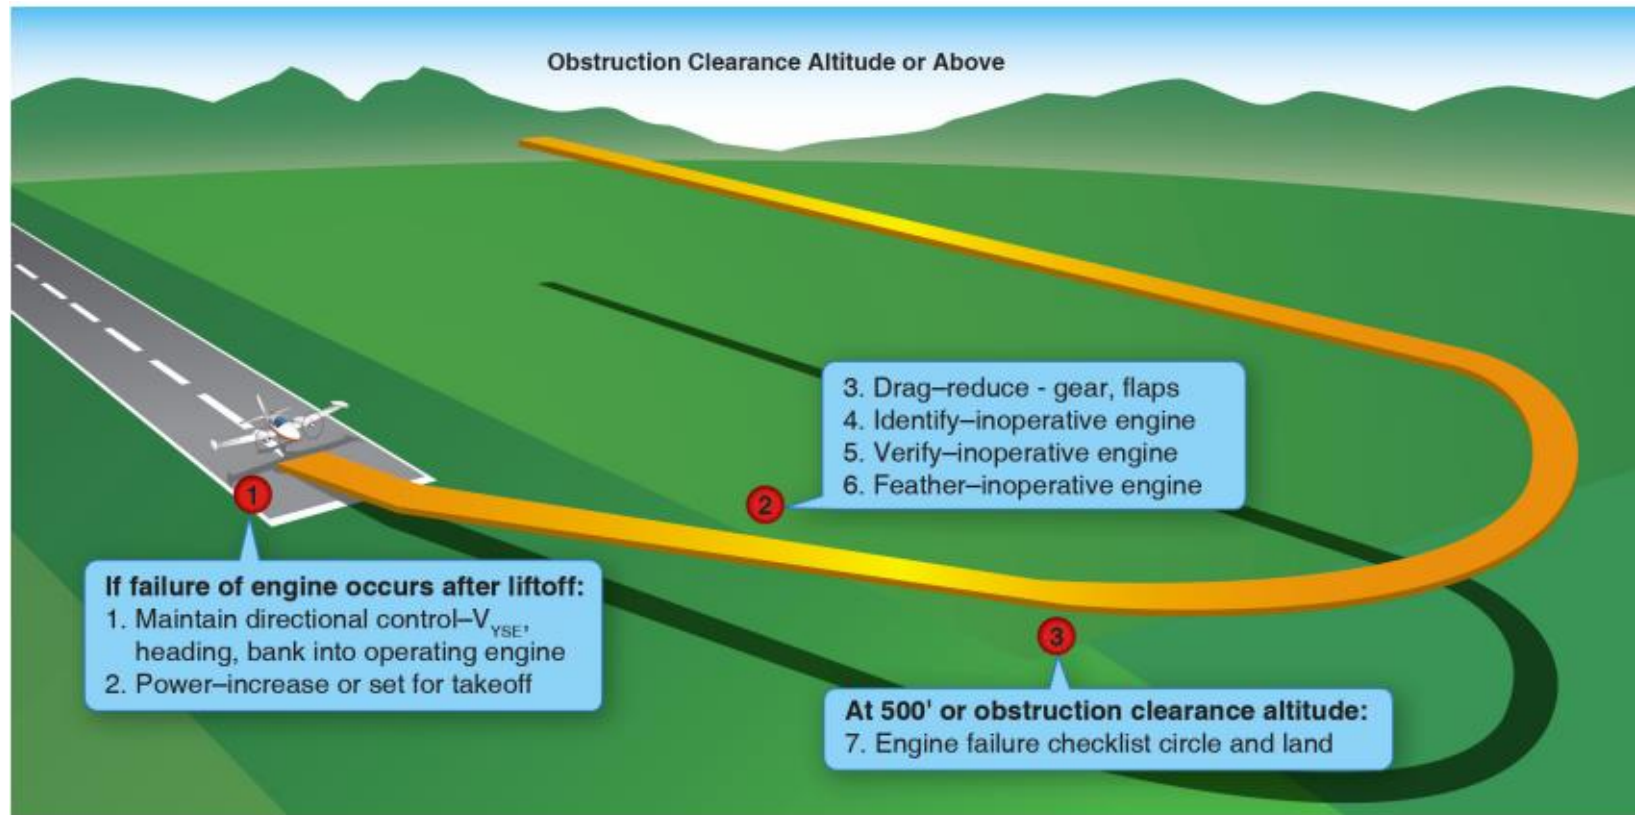 Obstruction Clearance Altitude or Above
3. Drag–reduce - gear, flaps
4. Identify–inoperative engine
5. Verify–inoperative engine
6. Feather–inoperative engine
2
1
If failure of engine occurs after liftoff:
1. Maintain directional control–VYSE,
heading, bank into operating engine
2. Power–increase or set for takeoff
3
At 500' or obstruction clearance altitude:
7. Engine failure checklist circle and land